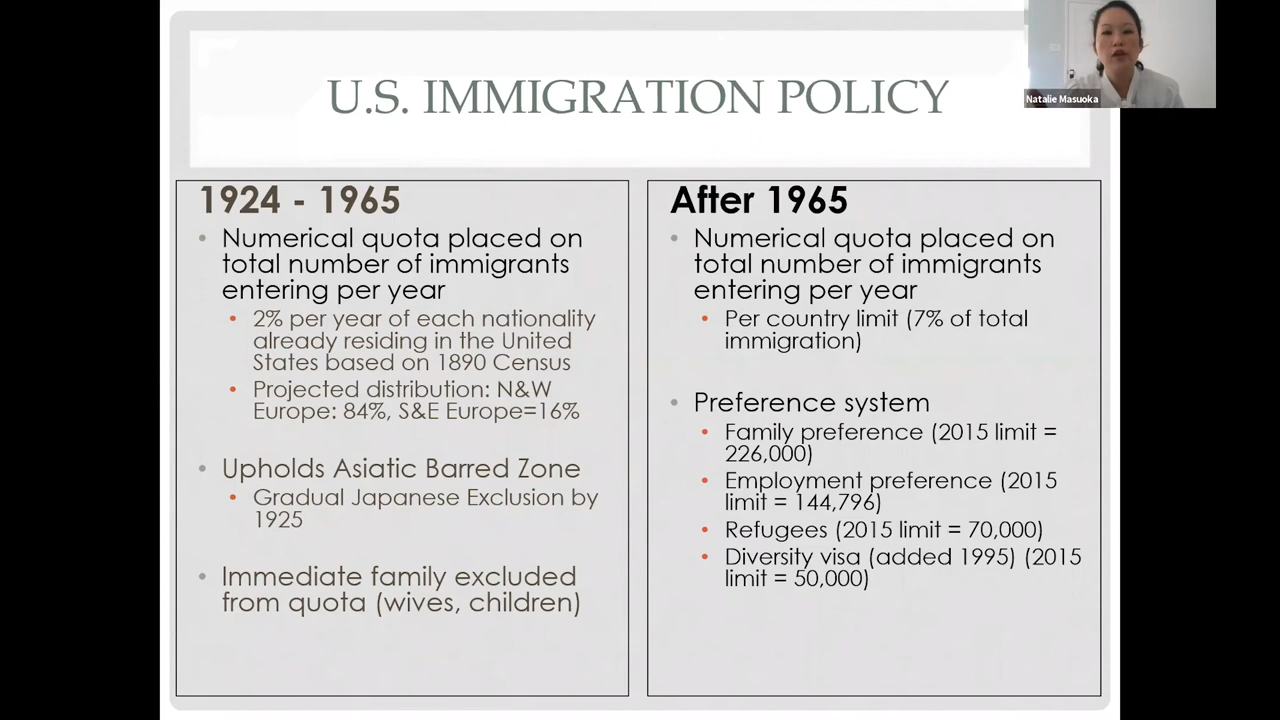 U.S. IMMIGRATION POLICY
Natalie Masuoka
1924 - 1965
• Numerical quota placed on
total number of immigrants
entering per year
• 2% per year of each nationality
already residing in the United
States based on 1890 Census
• Projected distribution: N&W
Europe: 84%, S&E Europe=16%
• Upholds Asiatic Barred Zone
• Gradual Japanese Exclusion by
1925
• Immediate family excluded
from quota (wives, children)
After 1965
• Numerical quota placed on
total number of immigrants
entering per year
• Per country limit (7% of total
immigration)
• Preference system
• Family preference (2015 limit =
226,000)
• Employment preference (2015
limit = 144,796)
• Refugees (2015 limit = 70,000)
• Diversity visa (added 1995) (2015
limit = 50,000)